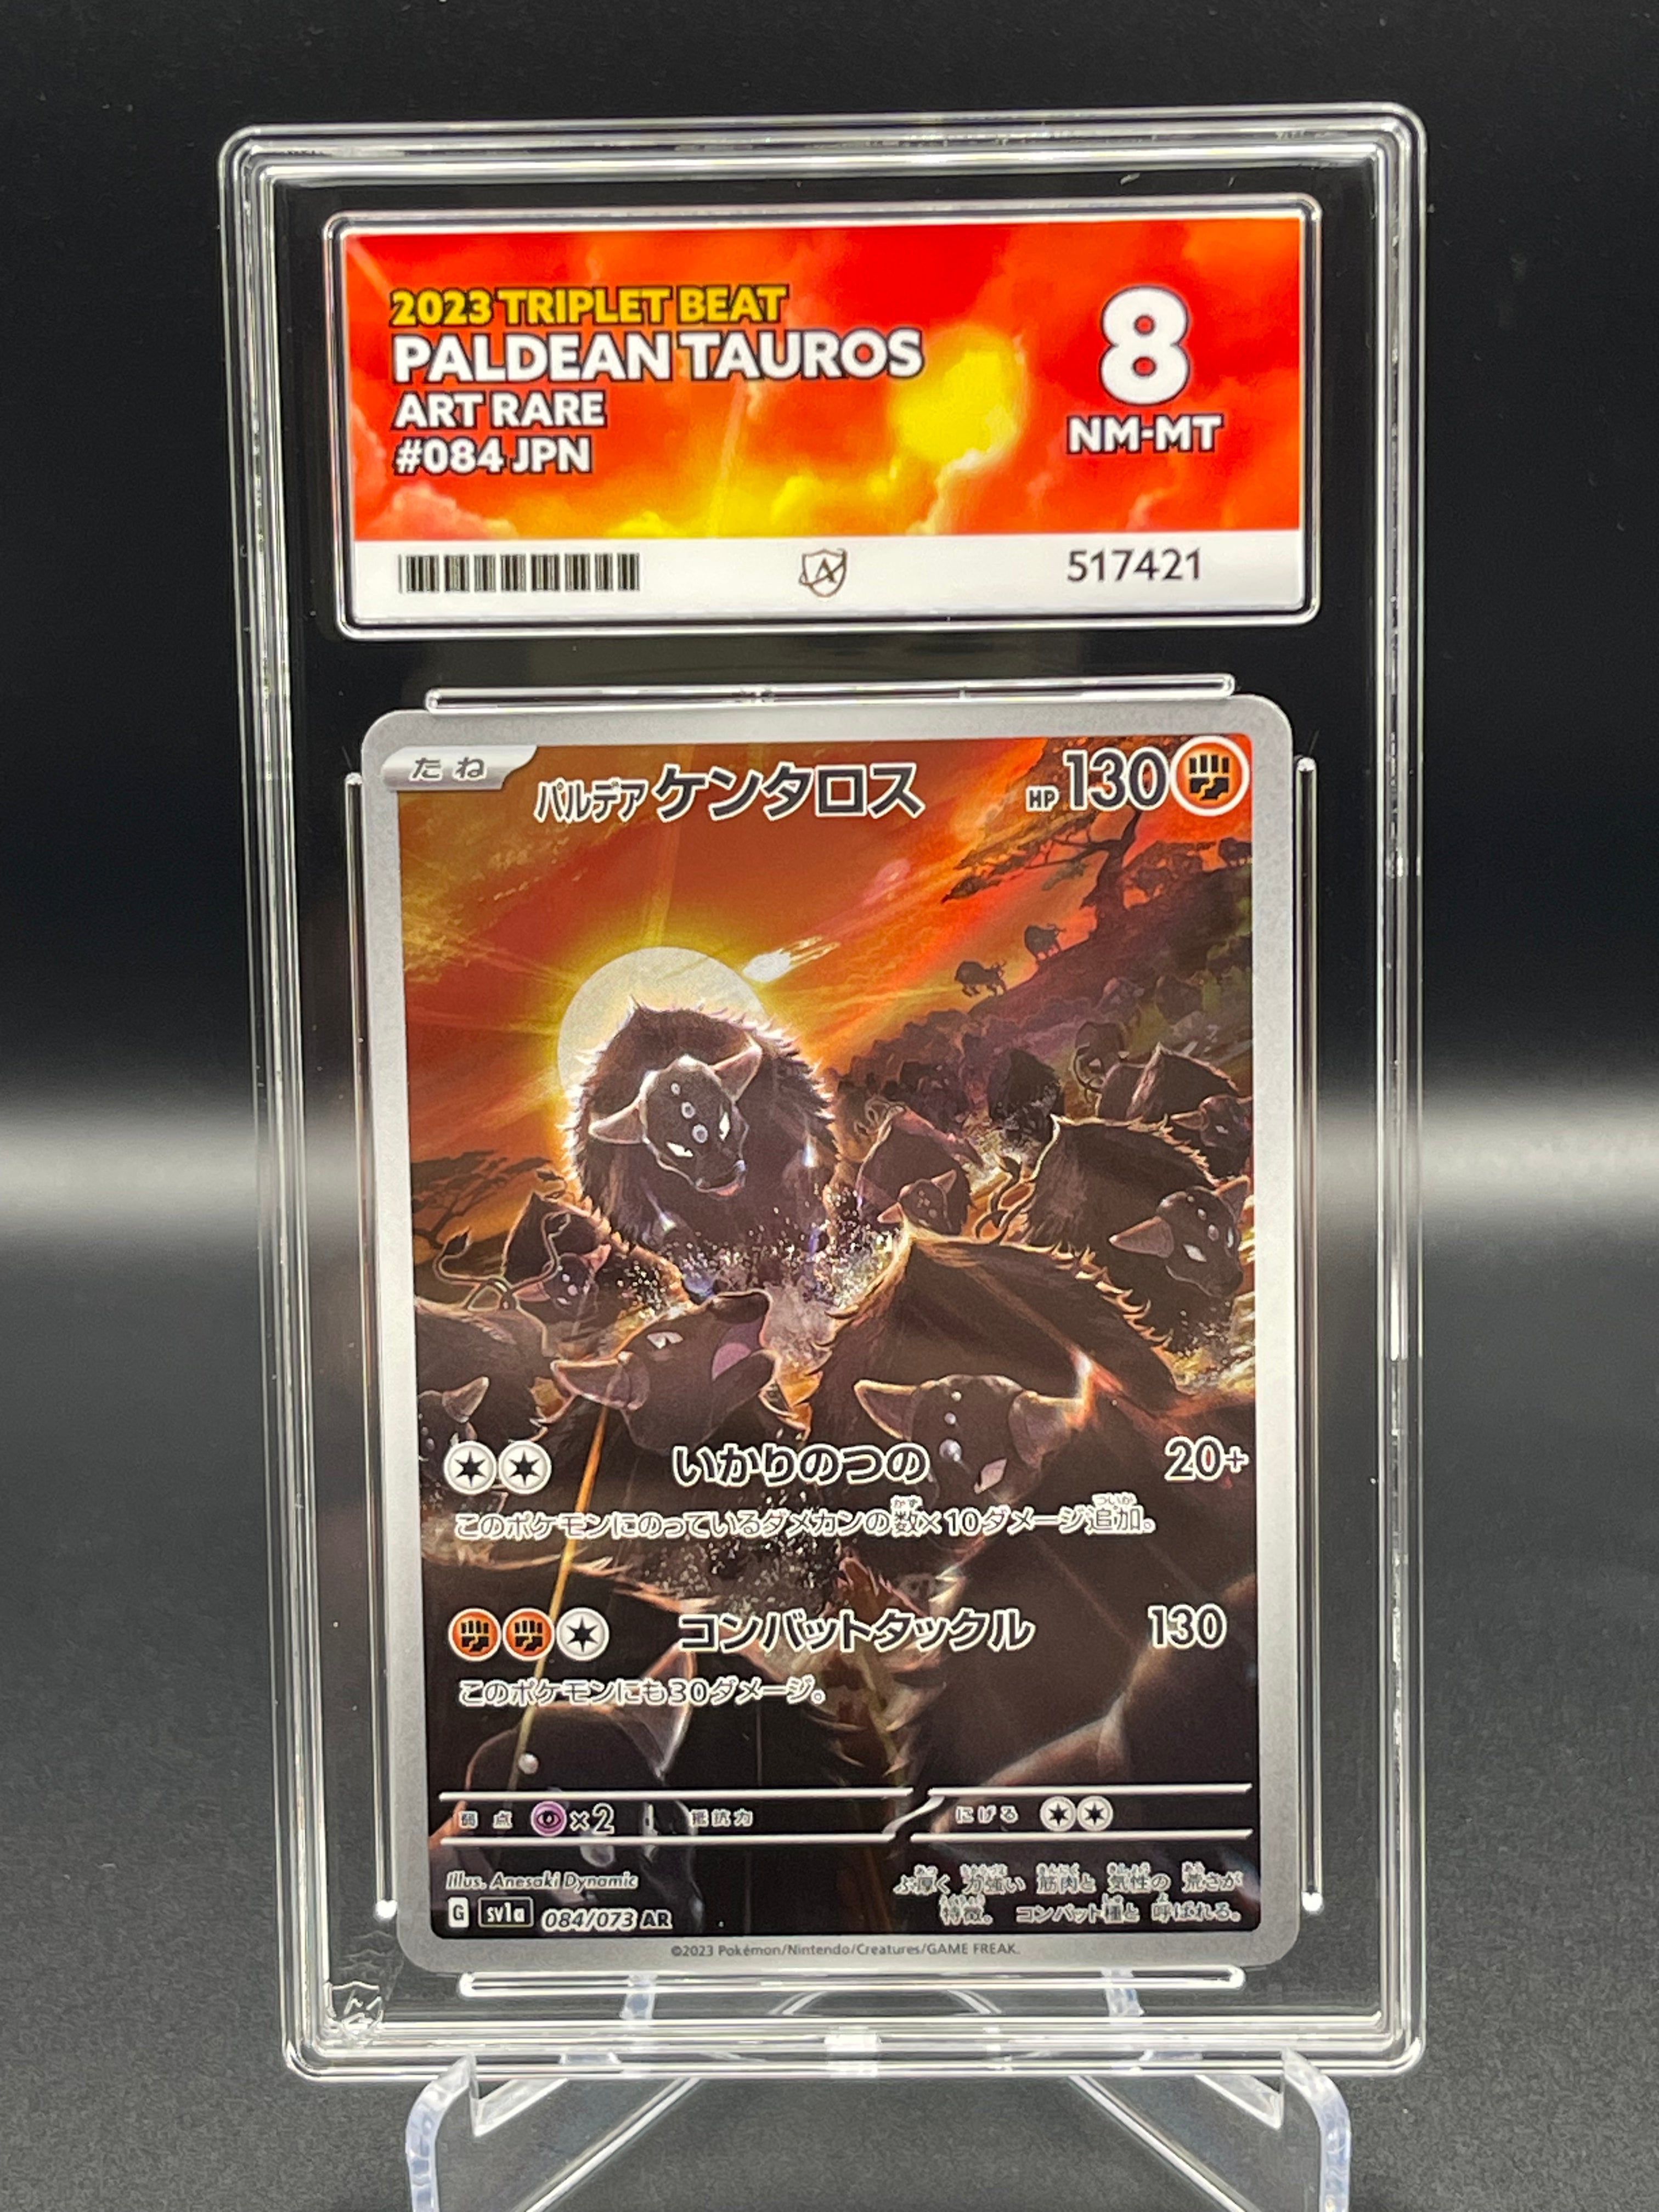 2023 TRIPLET BEAT
PALDEAN TAUROS
ART RARE
#084 JPN
8
NM-MT
517421
たね
パルデアケンタロス
HP130
いかりのつの 20+
このポケモンにのっているダメカンの数×10ダメージ追加。
コンバットタックル 130
このポケモンにも30ダメージ。
弱点 ×2 抵抗力 にげる
Illus. Anesaki Dynamic
ぶ厚く 力強い 筋肉と 気性の 荒さが
特徴。 コンバット種と 呼ばれる。
G sv1a 084/073 AR
©2023 Pokémon/Nintendo/Creatures/GAME FREAK.